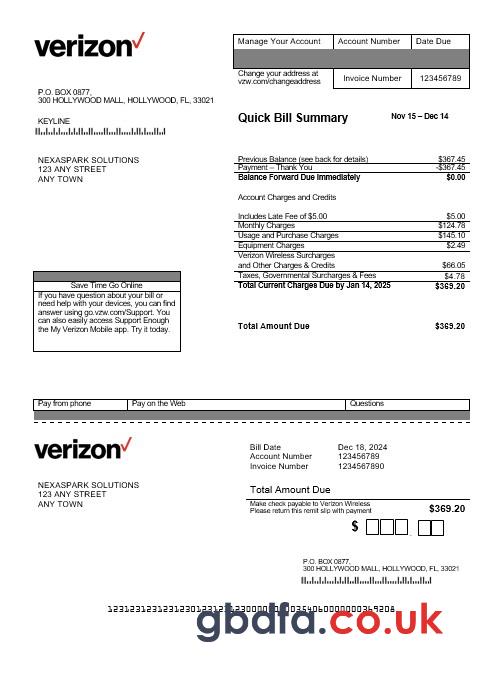 verizon
Manage Your Account Account Number Date Due
Change your address at
vzw.com/changeaddress
Invoice Number 123456789
P.O. BOX 0877,
300 HOLLYWOOD MALL, HOLLYWOOD, FL, 33021
KEYLINE
Quick Bill Summary Nov 15 – Dec 14
NEXASPARK SOLUTIONS
123 ANY STREET
ANY TOWN
Previous Balance (see back for details) $367.45
Payment – Thank You -$367.45
Balance Forward Due Immediately $0.00
Account Charges and Credits
Includes Late Fee of $5.00 $5.00
Monthly Charges $124.78
Usage and Purchase Charges $145.10
Equipment Charges $2.49
Verizon Wireless Surcharges
and Other Charges & Credits $66.05
Taxes, Governmental Surcharges & Fees $4.78
Total Current Charges Due by Jan 14, 2025 $369.20
Total Amount Due $369.20
Save Time Go Online
If you have question about your bill or
need help with your devices, you can find
answer using go.vzw.com/Support. You
can also easily access Support Enough
the My Verizon Mobile app. Try it today.
Pay from phone Pay on the Web Questions
verizon
Bill Date Dec 18, 2024
Account Number 123456789
Invoice Number 1234567890
NEXASPARK SOLUTIONS
123 ANY STREET
ANY TOWN
Total Amount Due
Make check payable to Verizon Wireless
Please return this remit slip with payment
$369.20
$
P.O. BOX 0877,
300 HOLLYWOOD MALL, HOLLYWOOD, FL, 33021
gbdfa.co.uk